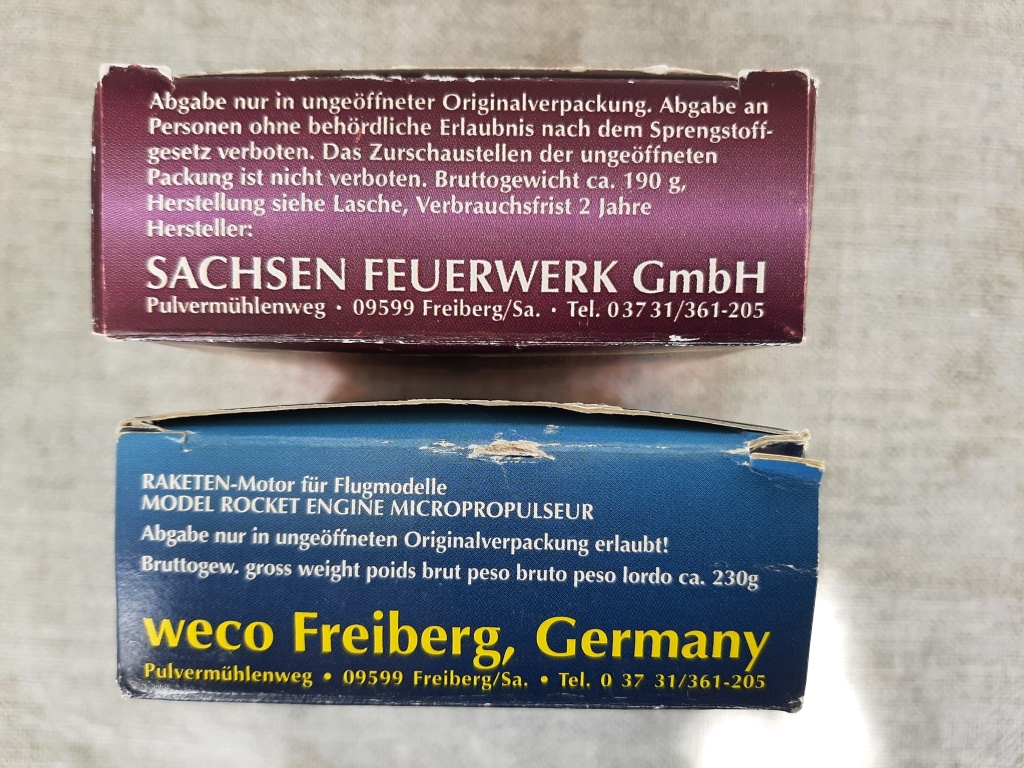 Abgabe nur in ungeöffneter Originalverpackung. Abgabe an
Personen ohne behördliche Erlaubnis nach dem Sprengstoff-
gesetz verboten. Das Zurschaustellen der ungeöffneten
Packung ist nicht verboten. Bruttogewicht ca. 190 g,
Herstellung siehe Lasche, Verbrauchsfrist 2 Jahre
Hersteller:
SACHSEN FEUERWERK GmbH
Pulvermühlenweg • 09599 Freiberg/Sa. • Tel. 0 37 31/361-205
RAKETEN-Motor für Flugmodelle
MODEL ROCKET ENGINE MICROPROPULSEUR
Abgabe nur in ungeöffneten Originalverpackung erlaubt!
Bruttogew. gross weight poids brut peso bruto peso lordo ca. 230g
weco Freiberg, Germany
Pulvermühlenweg • 09599 Freiberg/Sa. • Tel. 0 37 31/361-205